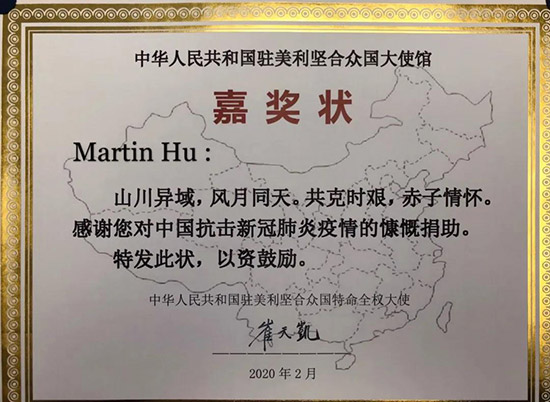 中华人民共和国驻美利坚合众国大使馆
嘉奖状
Martin Hu :
山川异域，风月同天。共克时艰，赤子情怀。
感谢您对中国抗击新冠肺炎疫情的慷慨捐助。
特发此状，以资鼓励。
中华人民共和国驻美利坚合众国特命全权大使
崔天凯
2020 年 2 月